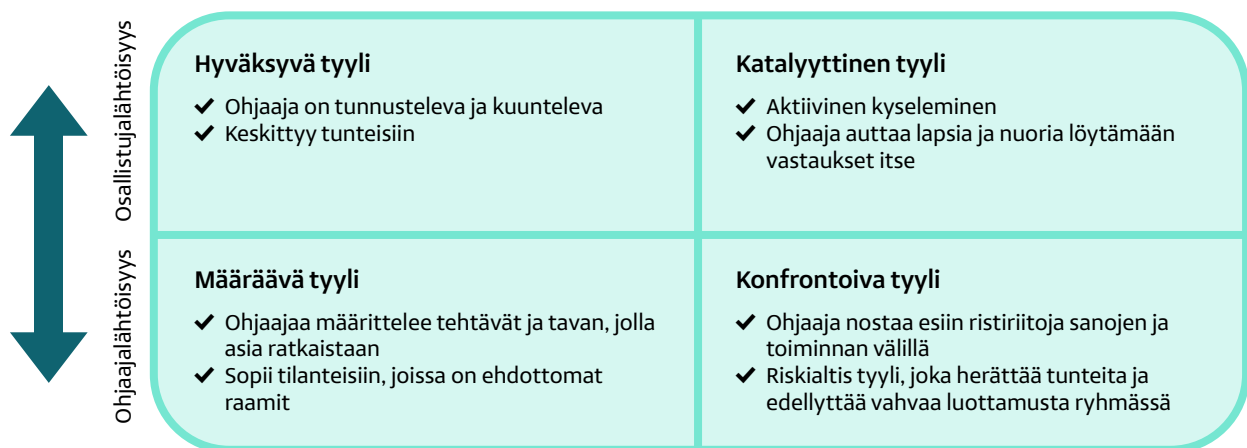 Osallistujalähtöisyys
Hyväksyvä tyyli
✔ Ohjaaja on tunnusteleva ja kuunteleva
✔ Keskittyy tunteisiin
Katalyyttinen tyyli
✔ Aktiivinen kyseleminen
✔ Ohjaaja auttaa lapsia ja nuoria löytämään
vastaukset itse
Ohjaajalähtöisyys
Määräävä tyyli
✔ Ohjaajaa määrittelee tehtävät ja tavan, jolla
asia ratkaistaan
✔ Sopii tilanteisiin, joissa on ehdottomat
raamit
Konfrontoiva tyyli
✔ Ohjaaja nostaa esiin ristiriitoja sanojen ja
toiminnan välillä
✔ Riskialtis tyyli, joka herättää tunteita ja
edellyttää vahvaa luottamusta ryhmässä